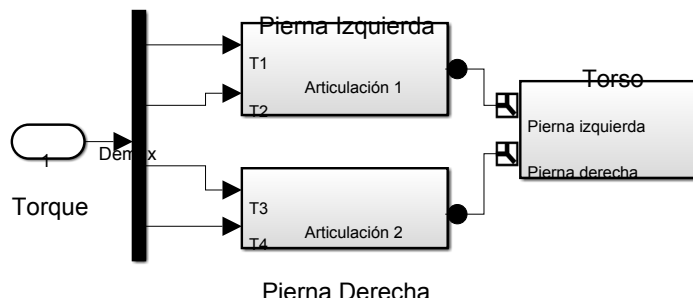 Pierna Izquierda
T1
Articulación 1
T2
Torso
Pierna izquierda
Pierna derecha
1
Demux
Torque
T3
Articulación 2
T4
Pierna Derecha